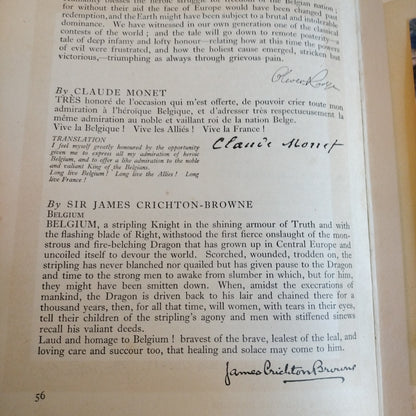 for without their aid the face of Europe would have been changed past
redemption, and the Earth might have been subject to a brutal and intolerable
dominance. We have witnessed in our own generation one of the classical
contests of the world ; and the tale will go down to remote posterity—a
tale of deep infamy and lofty honour—relating how at this time the powers
of evil were frustrated, and how the holiest cause emerged, stricken but
victorious,—triumphing as always through grievous pain.
Oliver Lodge
By CLAUDE MONET
TRÈS honoré de l'occasion qui m'est offerte, de pouvoir crier toute mon
admiration à l'héroïque Belgique, et d'adresser très respectueusement la
même admiration au noble et vaillant roi de la nation Belge.
Vive la Belgique ! Vive les Alliés ! Vive la France !
TRANSLATION
I feel myself greatly honoured by the opportunity
given me to express all my admiration of heroic
Belgium, and to offer a like admiration to the noble
and valiant King of the Belgians.
Long live Belgium ! Long live the Allies ! Long
live France !
Claude Monet
By SIR JAMES CRICHTON-BROWNE
BELGIUM
BELGIUM, a stripling Knight in the shining armour of Truth and with
the flashing blade of Right, withstood the first fierce onslaught of the mon-
strous and fire-belching Dragon that has grown up in Central Europe and
uncoiled itself to devour the world. Scorched, wounded, trodden on, the
stripling has never blanched nor quailed but has given pause to the Dragon
and time to the strong men to awake from slumber in which, but for him,
they might have been smitten down. When, amidst the execrations
of mankind, the Dragon is driven back to his lair and chained there for a
thousand years, then, for all that time, will women, with tears in their eyes,
tell their children of the stripling's agony and men with stiffened sinews
recall his valiant deeds.
Laud and homage to Belgium ! bravest of the brave, lealest of the leal, and
loving care and succour too, that healing and solace may come to him.
James Crichton Browne
56